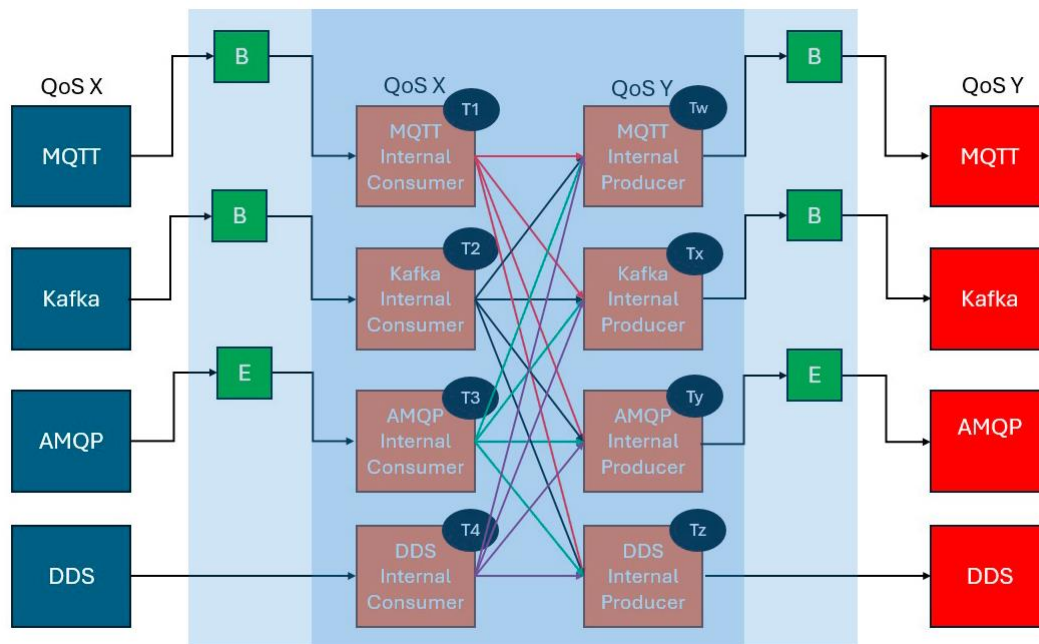 B
B
QoS X
QoS X
QoS Y
QoS Y
T1
Tw
MQTT
MQTT
Internal
Consumer
MQTT
Internal
Producer
MQTT
B
B
T2
Tx
Kafka
Kafka
Internal
Consumer
Kafka
Internal
Producer
Kafka
E
E
T3
Ty
AMQP
AMQP
Internal
Consumer
AMQP
Internal
Producer
AMQP
T4
Tz
DDS
DDS
Internal
Consumer
DDS
Internal
Producer
DDS